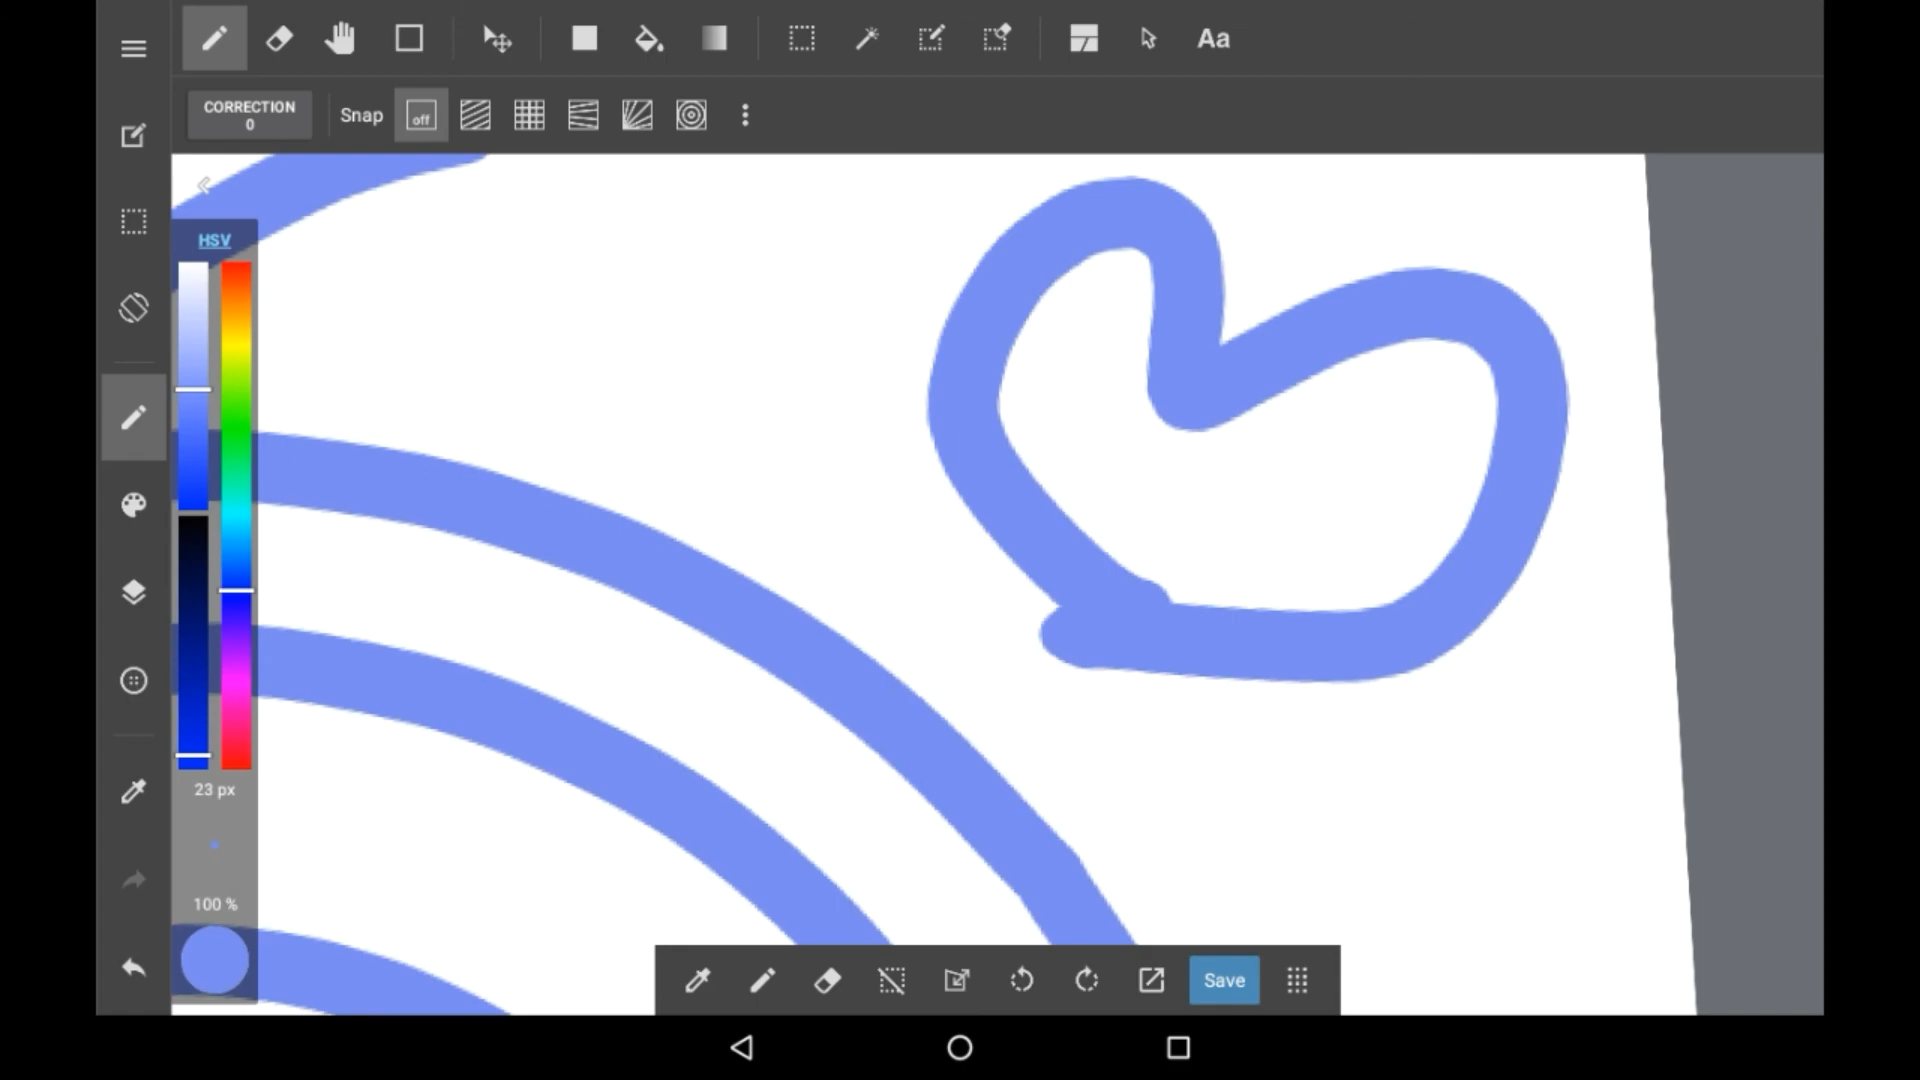 Aa
CORRECTION
0
Snap
off
HSV
23 px
100 %
Save